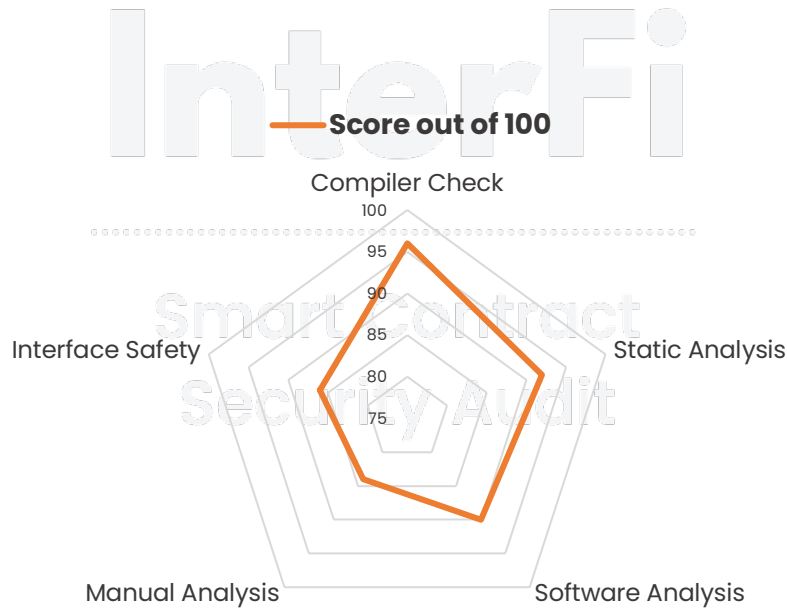 InterFi
Score out of 100
Compiler Check
100
95
90
Smart Contract
85
Interface Safety
Static Analysis
80
Security Audit
75
Manual Analysis
Software Analysis